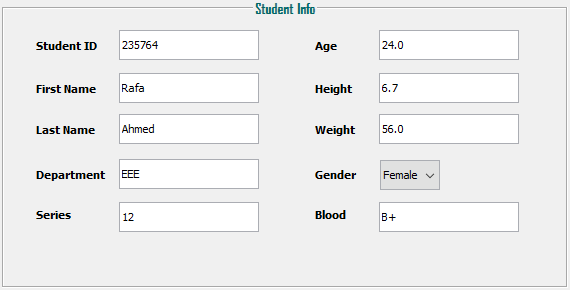 Student Info
Student ID 235764 Age 24.0
First Name Rafa Height 6.7
Last Name Ahmed Weight 56.0
Department EEE Gender Female
Series 12 Blood B+